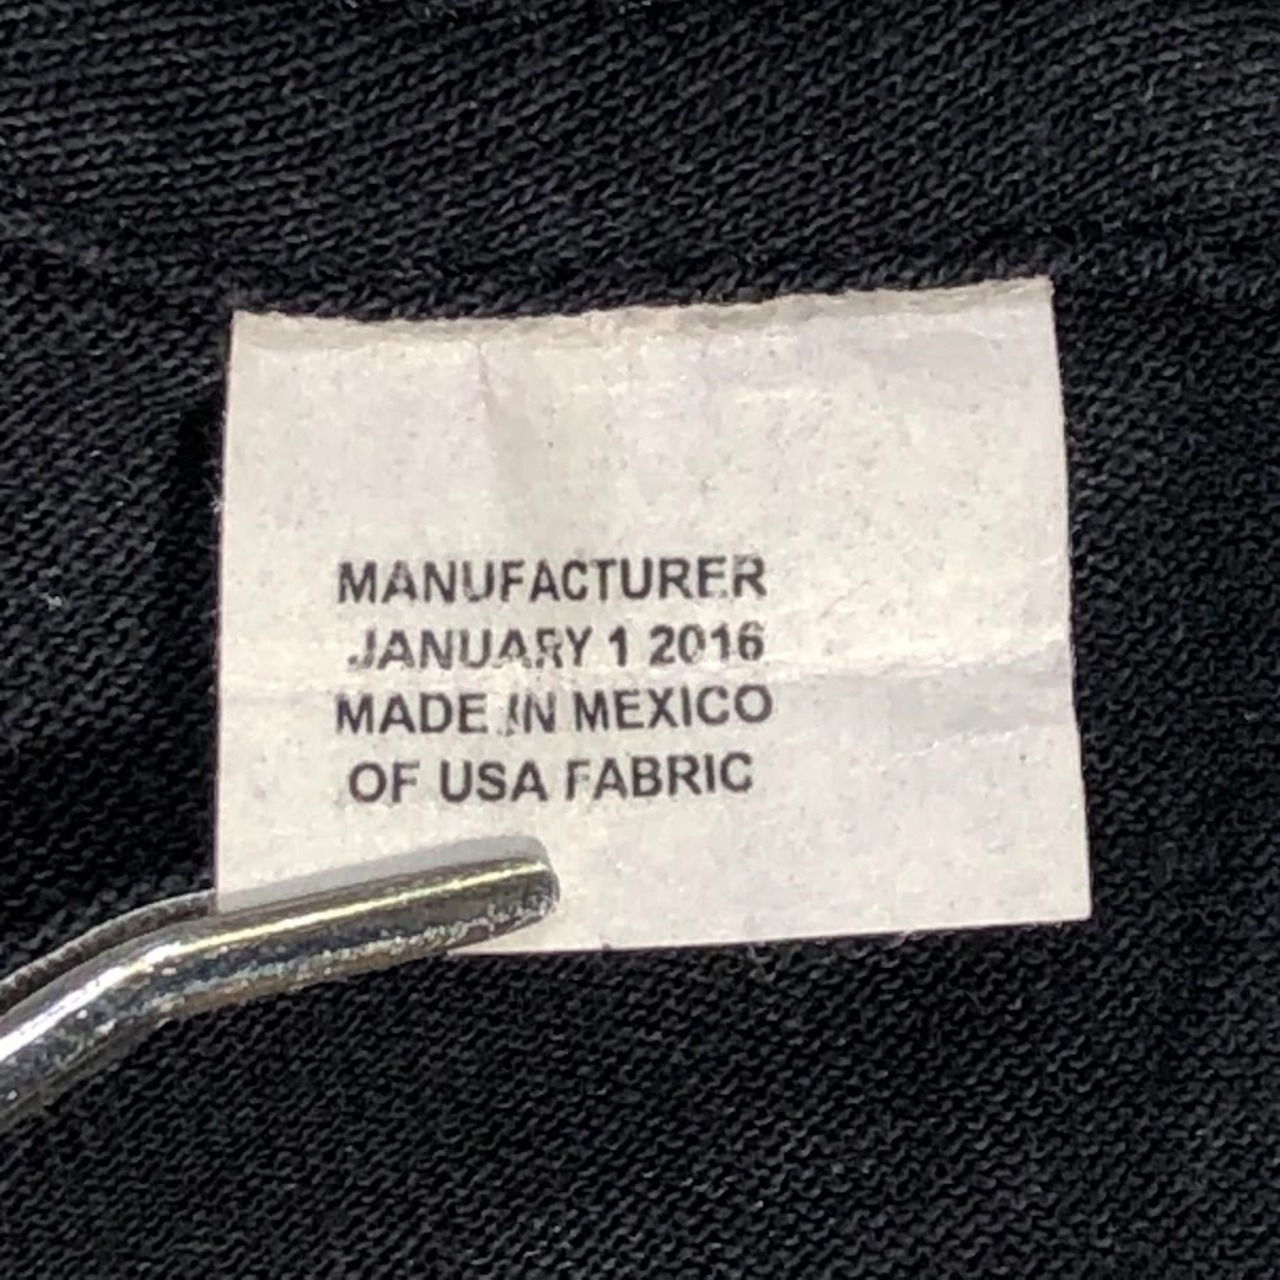 MANUFACTURER
JANUARY 1 2016
MADE IN MEXICO
OF USA FABRIC